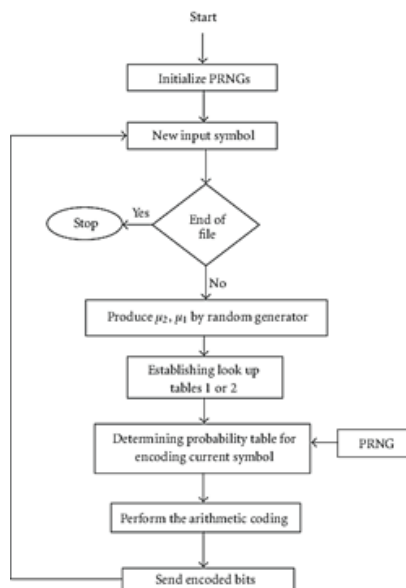 Start
Initialize PRNGs
New input symbol
Yes
Stop
End of
file
No
Produce μ₂, μ₁ by random generator
Establishing look up
tables 1 or 2
Determining probability table for
encoding current symbol
PRNG
Perform the arithmetic coding
Send encoded bits